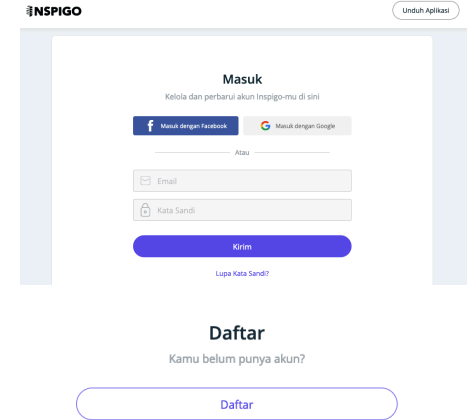 INSPIGO
Unduh Aplikasi
Masuk
Kelola dan perbarui akun Inspigo-mu di sini
Masuk dengan Facebook
Masuk dengan Google
Atau
Email
Kata Sandi
Kirim
Lupa Kata Sandi?
Daftar
Kamu belum punya akun?
Daftar